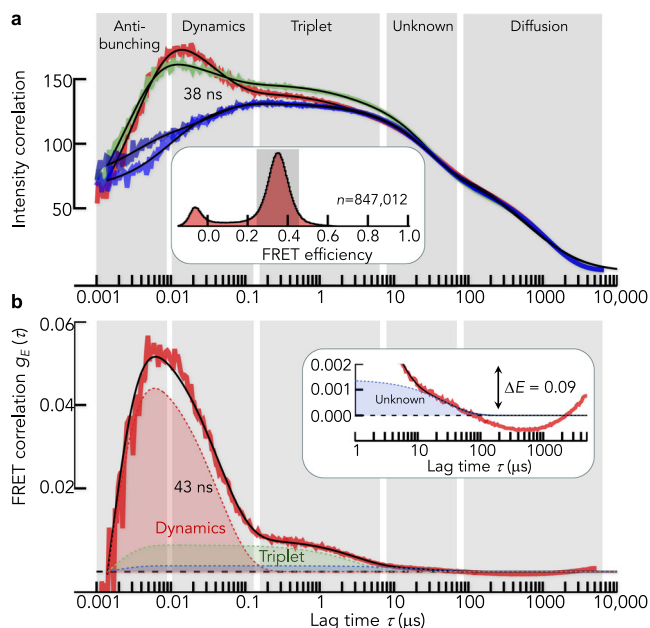 a
Anti-
bunching
Dynamics
Triplet
Unknown
Diffusion
Intensity correlation
150
100
50
38 ns
n=847,012
0.0 0.2 0.4 0.6 0.8 1.0
FRET efficiency
0.001 0.01 0.1 1 10 100 1000 10,000
b
FRET correlation gE (τ)
0.06
0.04
0.02
43 ns
Dynamics
Triplet
0.002
0.001
0.000
Unknown
ΔE = 0.09
1 10 100 1000
Lag time τ (μs)
0.001 0.01 0.1 1 10 100 1000 10,000
Lag time τ (μs)